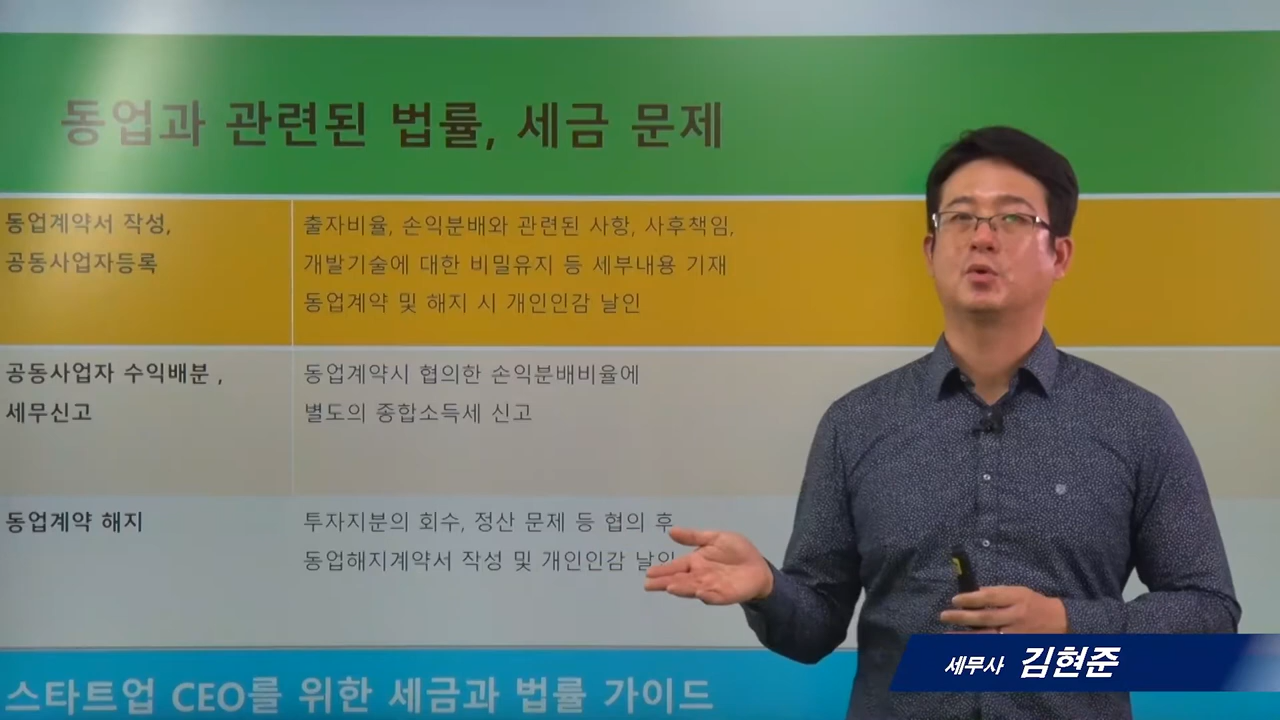 동업과 관련된 법률, 세금 문제
동업계약서 작성,
공동사업자등록
출자비율, 손익분배와 관련된 사항, 사후책임,
개발기술에 대한 비밀유지 등 세부내용 기재
동업계약 및 해지 시 개인인감 날인
공동사업자 수익배분 ,
세무신고
동업계약시 협의한 손익분배비율에
별도의 종합소득세 신고
동업계약 해지
투자지분의 회수, 정산 문제 등 협의 후
동업해지계약서 작성 및 개인인감 날인
스타트업 CEO를 위한 세금과 법률 가이드
세무사 김현준